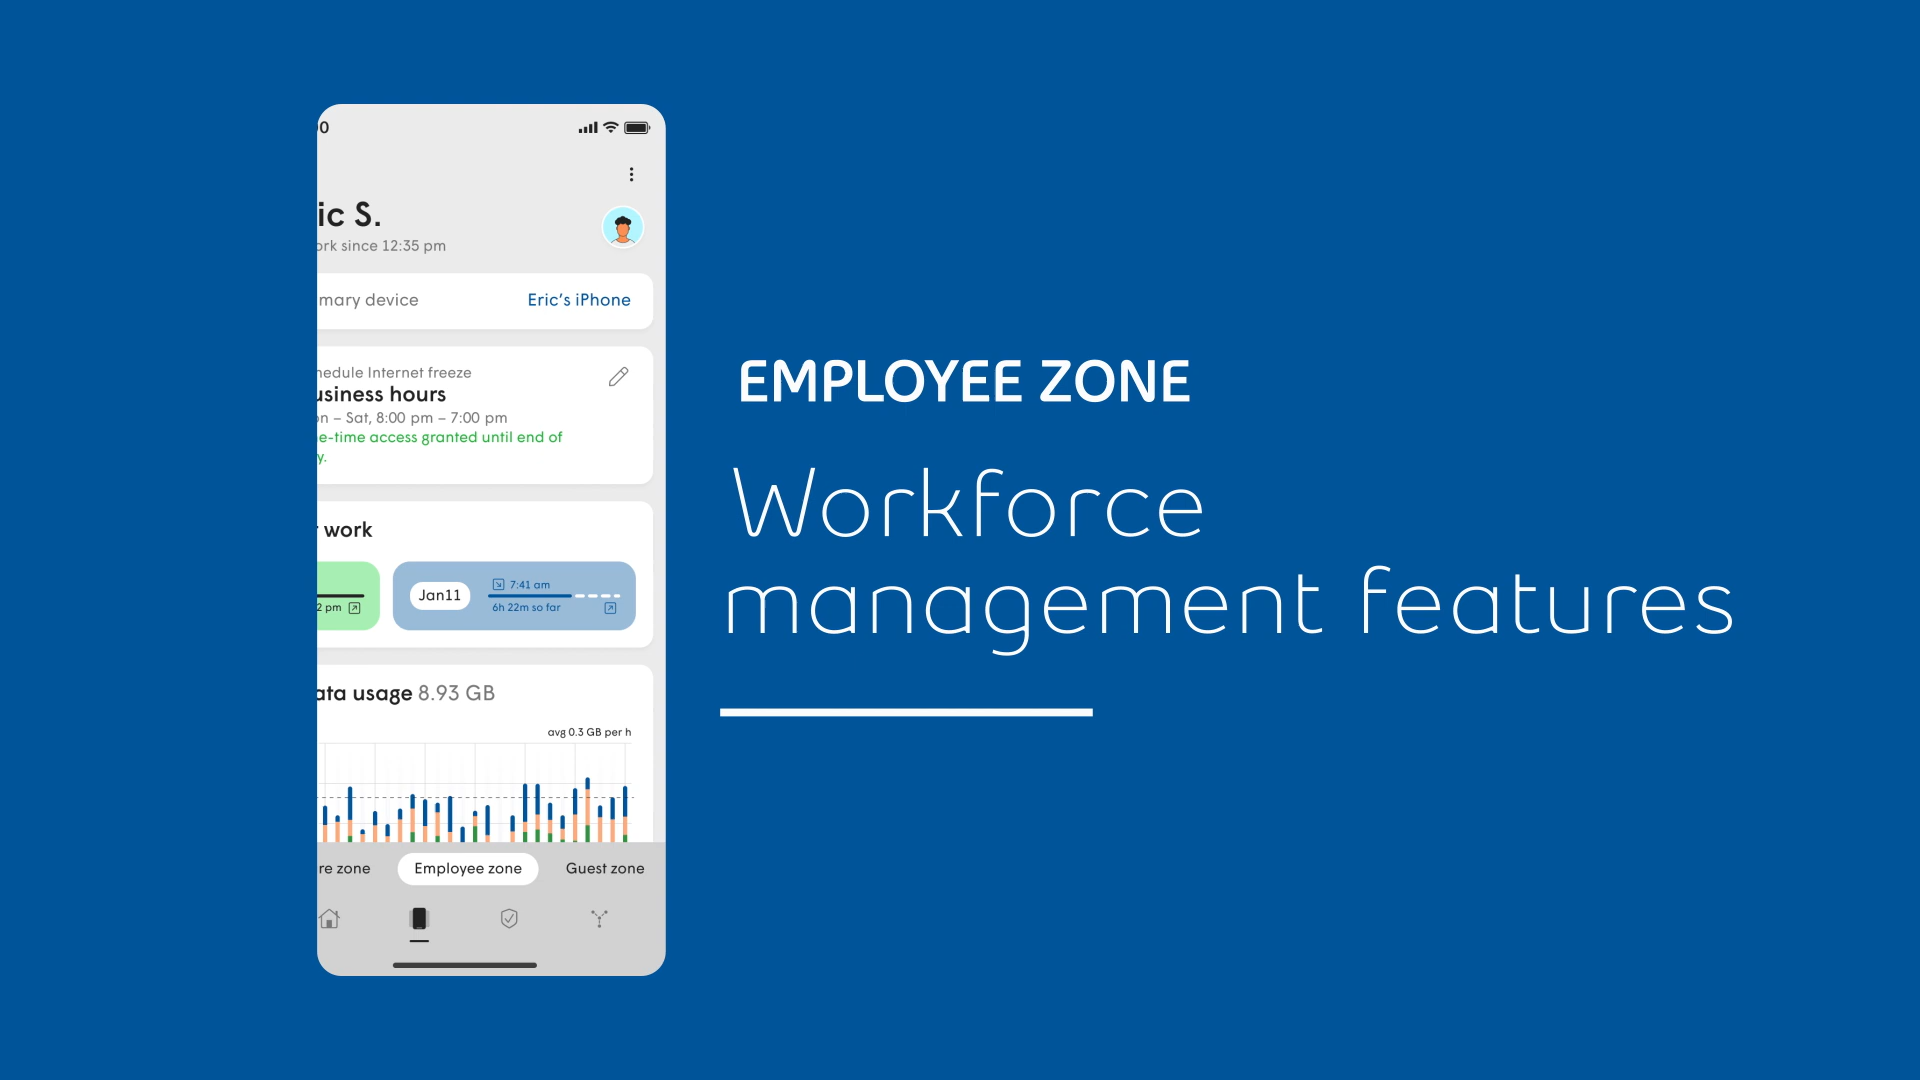 ic S.
ork since 12:35 pm
mary device
Eric's iPhone
hedule Internet freeze
usiness hours
on – Sat, 8:00 pm – 7:00 pm
e-time access granted until end of
y.
r work
2 pm
Jan11
7:41 am
6h 22m so far
ata usage 8.93 GB
avg 0.3 GB per h
re zone
Employee zone
Guest zone
EMPLOYEE ZONE
Workforce
management features